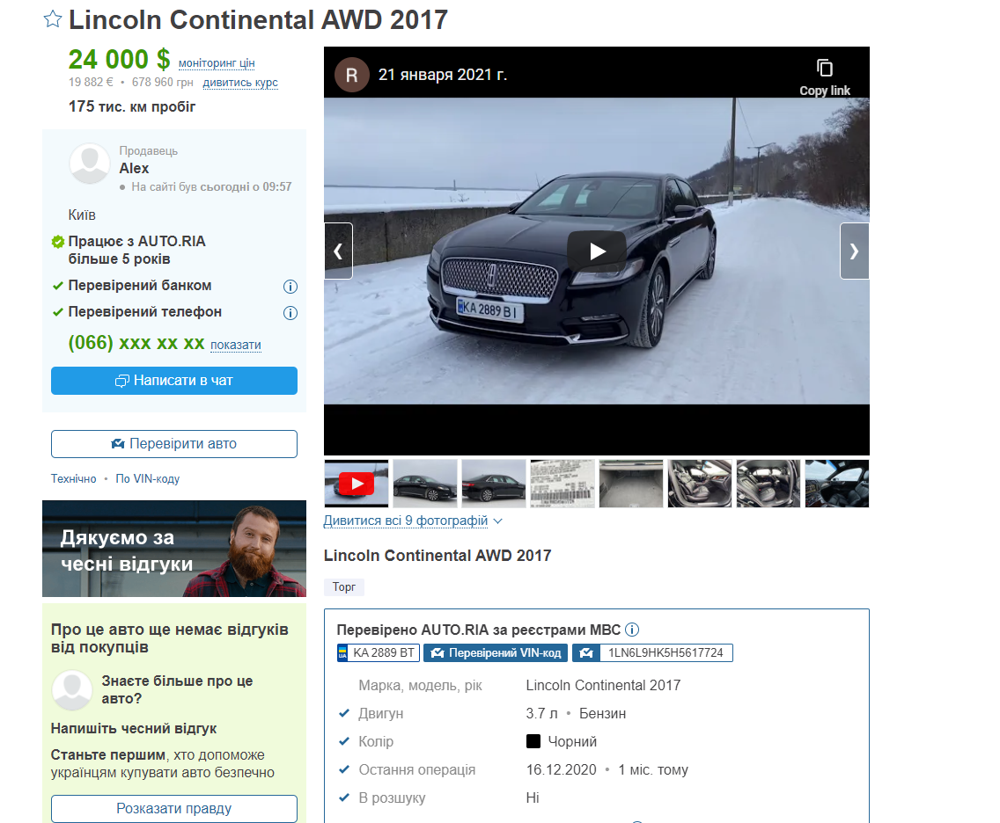 Lincoln Continental AWD 2017
24 000 $ моніторинг цін
19 882 € • 678 960 грн дивитись курс
175 тис. км пробіг
Продавець
Alex
На сайті був сьогодні о 09:57
Київ
Працює з AUTO.RIA
більше 5 років
Перевірений банком
Перевірений телефон
(066) xxx xx xx показати
Написати в чат
Перевірити авто
Технічно • По VIN-коду
Дякуємо за
чесні відгуки
Про це авто ще немає відгуків
від покупців
Знаєте більше про це
авто?
Напишіть чесний відгук
Станьте першим, хто допоможе
українцям купувати авто безпечно
Розказати правду
R 21 января 2021 г.
Copy link
KA 2889 BI
Дивитися всі 9 фотографій
Lincoln Continental AWD 2017
Торг
Перевірено AUTO.RIA за реєстрами МВС
UA KA 2889 BT Перевірений VIN-код 1LN6L9HK5H5617724
Марка, модель, рік Lincoln Continental 2017
Двигун 3.7 л • Бензин
Колір Чорний
Остання операція 16.12.2020 • 1 міс. тому
В розшуку Ні